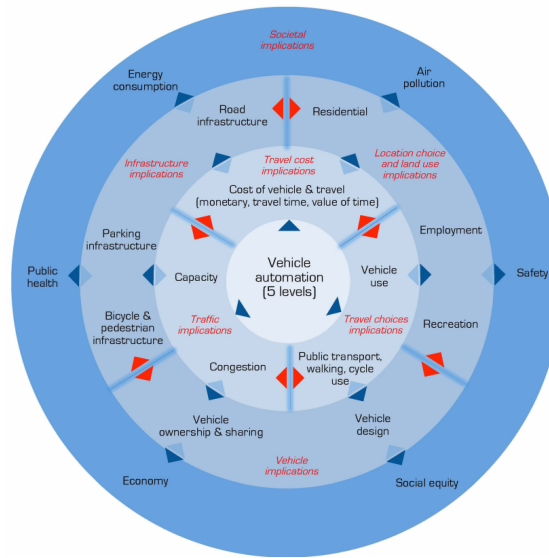 Societal
implications
Energy
consumption
Air
pollution
Road
infrastructure
Residential
Infrastructure
implications
Travel cost
implications
Location choice
and land use
implications
Cost of vehicle & travel
(monetary, travel time, value of time)
Parking
infrastructure
Employment
Vehicle
automation
(5 levels)
Public
health
Capacity
Vehicle
use
Safety
Bicycle &
pedestrian
infrastructure
Traffic
implications
Travel choices
implications
Recreation
Congestion
Public transport,
walking, cycle
use
Vehicle
ownership & sharing
Vehicle
design
Vehicle
implications
Economy
Social equity